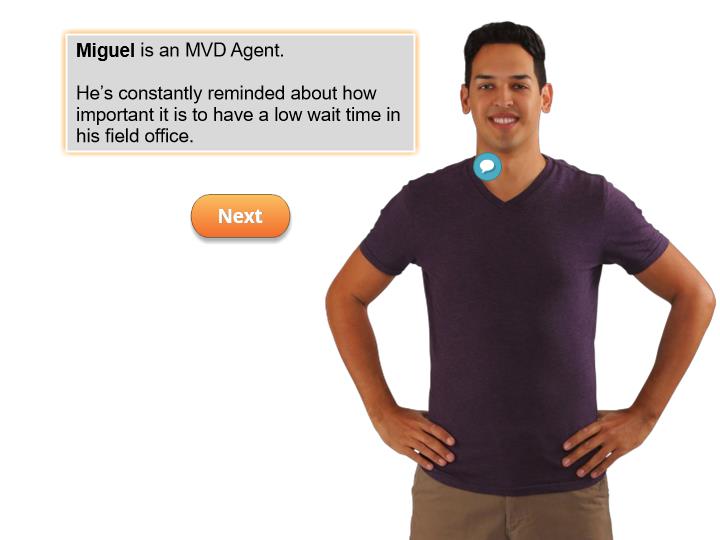 Miguel is an MVD Agent.
He's constantly reminded about how
important it is to have a low wait time in
his field office.
Next